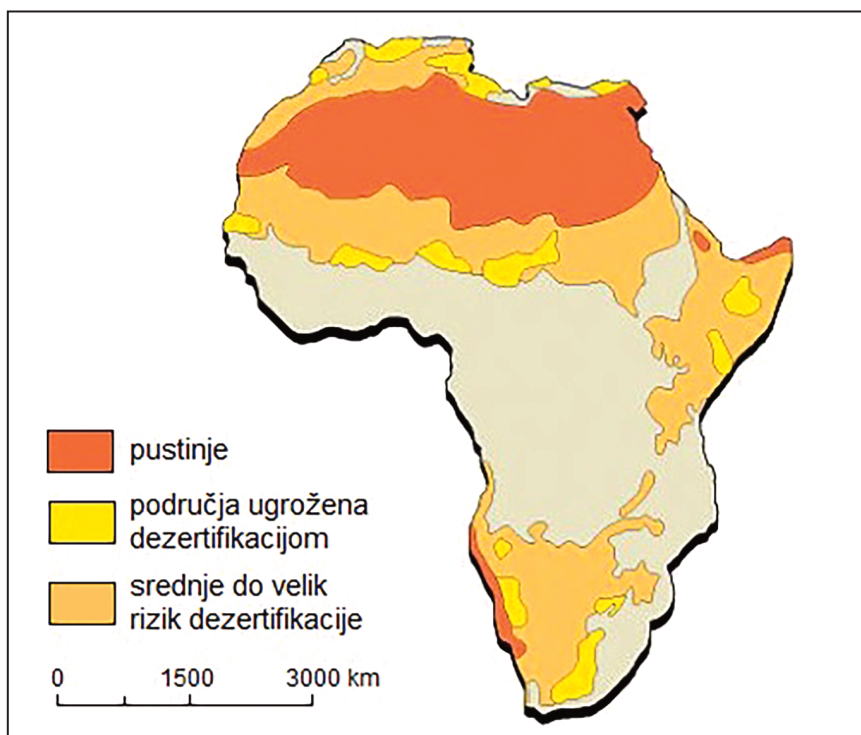 pustinje
područja ugrožena
dezertifikacijom
srednje do velik
rizik dezertifikacije
0 1500 3000 km